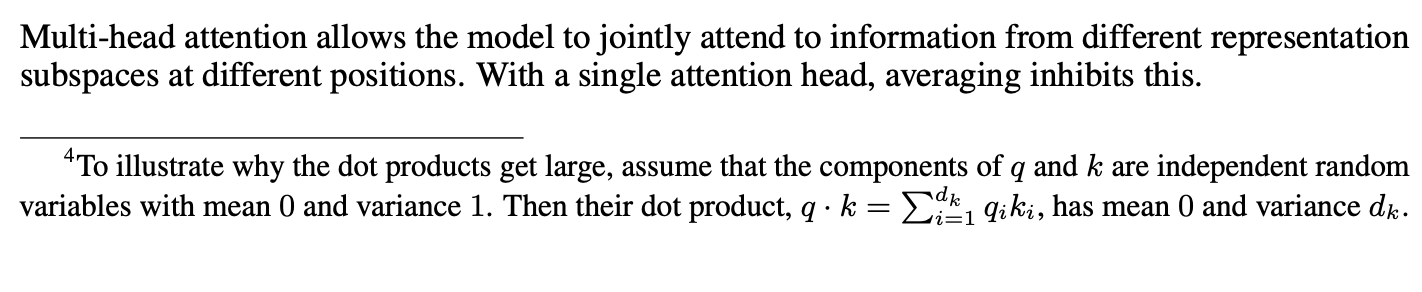 Multi-head attention allows the model to jointly attend to information from different representation
subspaces at different positions. With a single attention head, averaging inhibits this.
⁴To illustrate why the dot products get large, assume that the components of q and k are independent random
variables with mean 0 and variance 1. Then their dot product, q · k = ∑_{i=1}^{d_k} q_i k_i, has mean 0 and variance d_k.